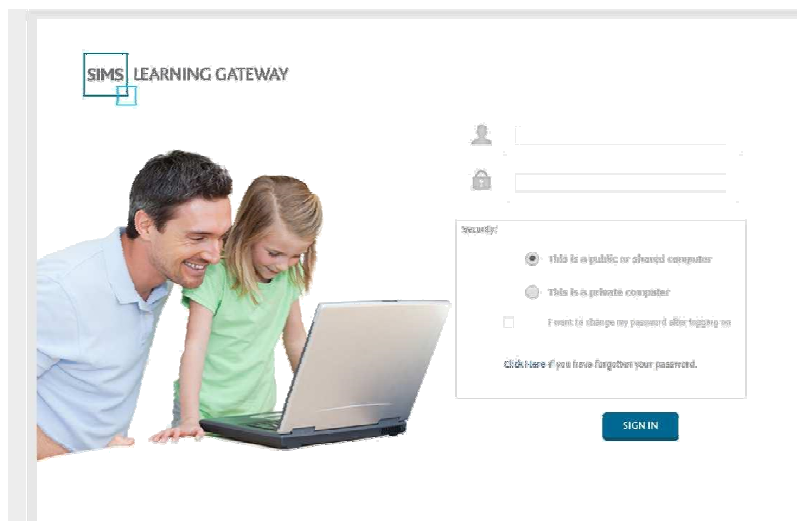 SIMS LEARNING GATEWAY
Security:
This is a public or shared computer
This is a private computer
I want to change my password after logging on
Click Here if you have forgotten your password.
SIGN IN